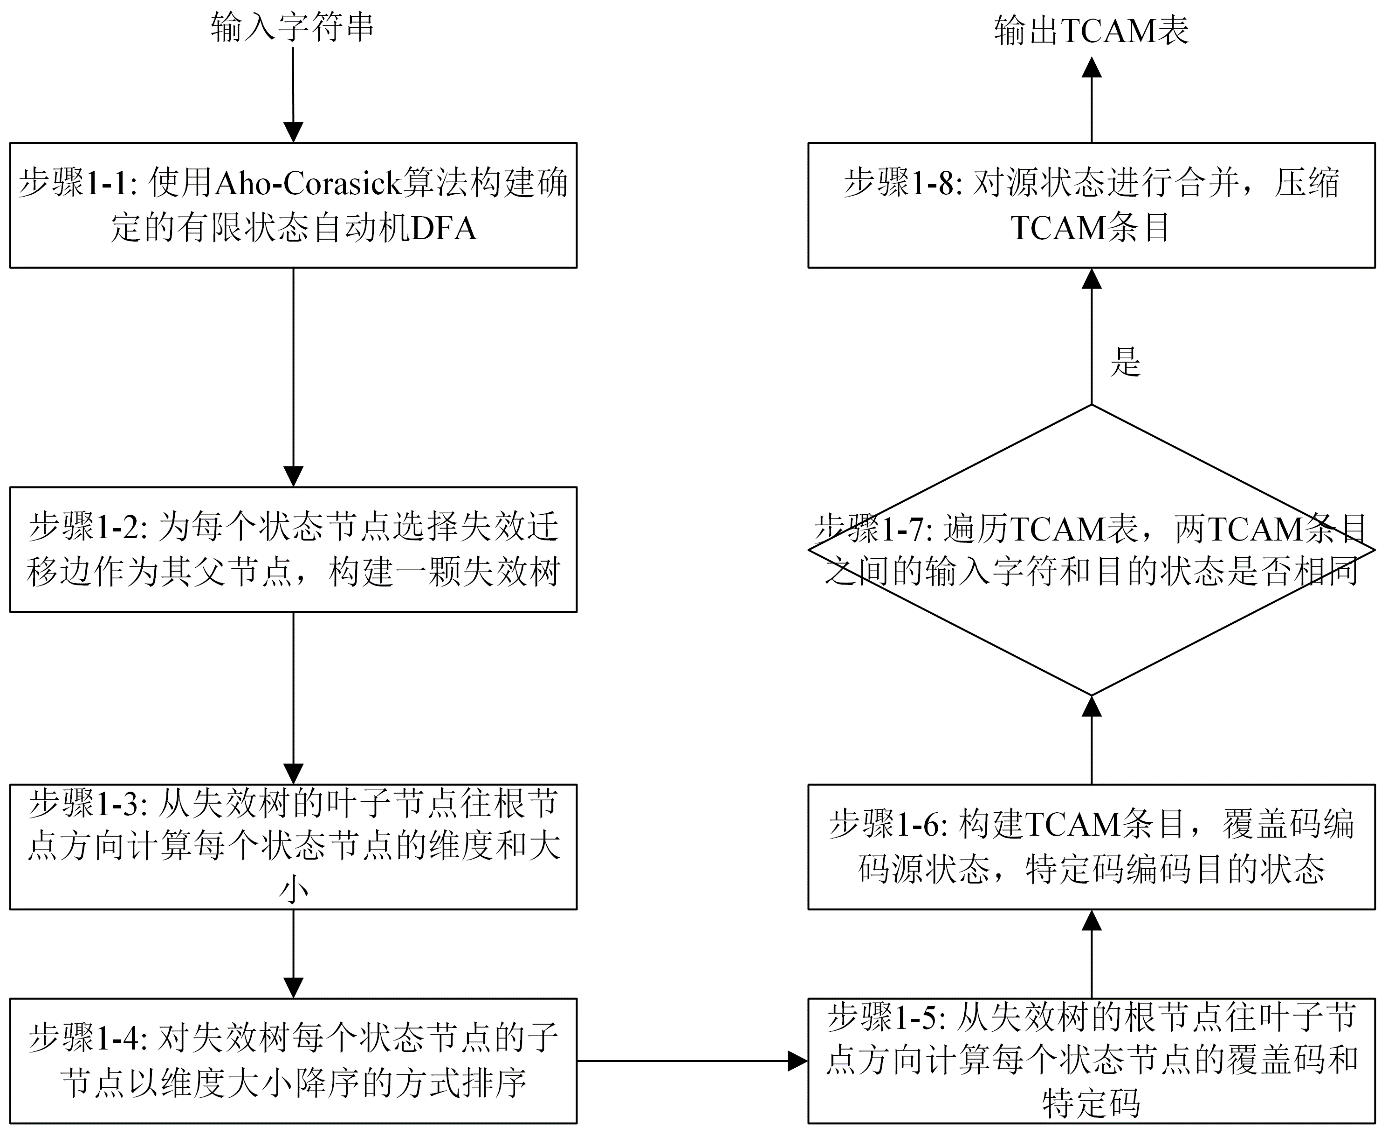 输入字符串
步骤1-1: 使用Aho-Corasick算法构建确
定的有限状态自动机DFA
步骤1-2: 为每个状态节点选择失效迁
移边作为其父节点，构建一颗失效树
步骤1-3: 从失效树的叶子节点往根节
点方向计算每个状态节点的维度和大
小
步骤1-4: 对失效树每个状态节点的子
节点以维度大小降序的方式排序
步骤1-5: 从失效树的根节点往叶子节
点方向计算每个状态节点的覆盖码和
特定码
步骤1-6: 构建TCAM条目，覆盖码编
码源状态，特定码编码目的状态
步骤1-7: 遍历TCAM表，两TCAM条目
之间的输入字符和目的状态是否相同
是
步骤1-8: 对源状态进行合并，压缩
TCAM条目
输出TCAM表